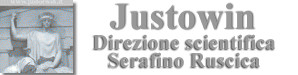 Justowin
Direzione scientifica
Serafino Ruscica